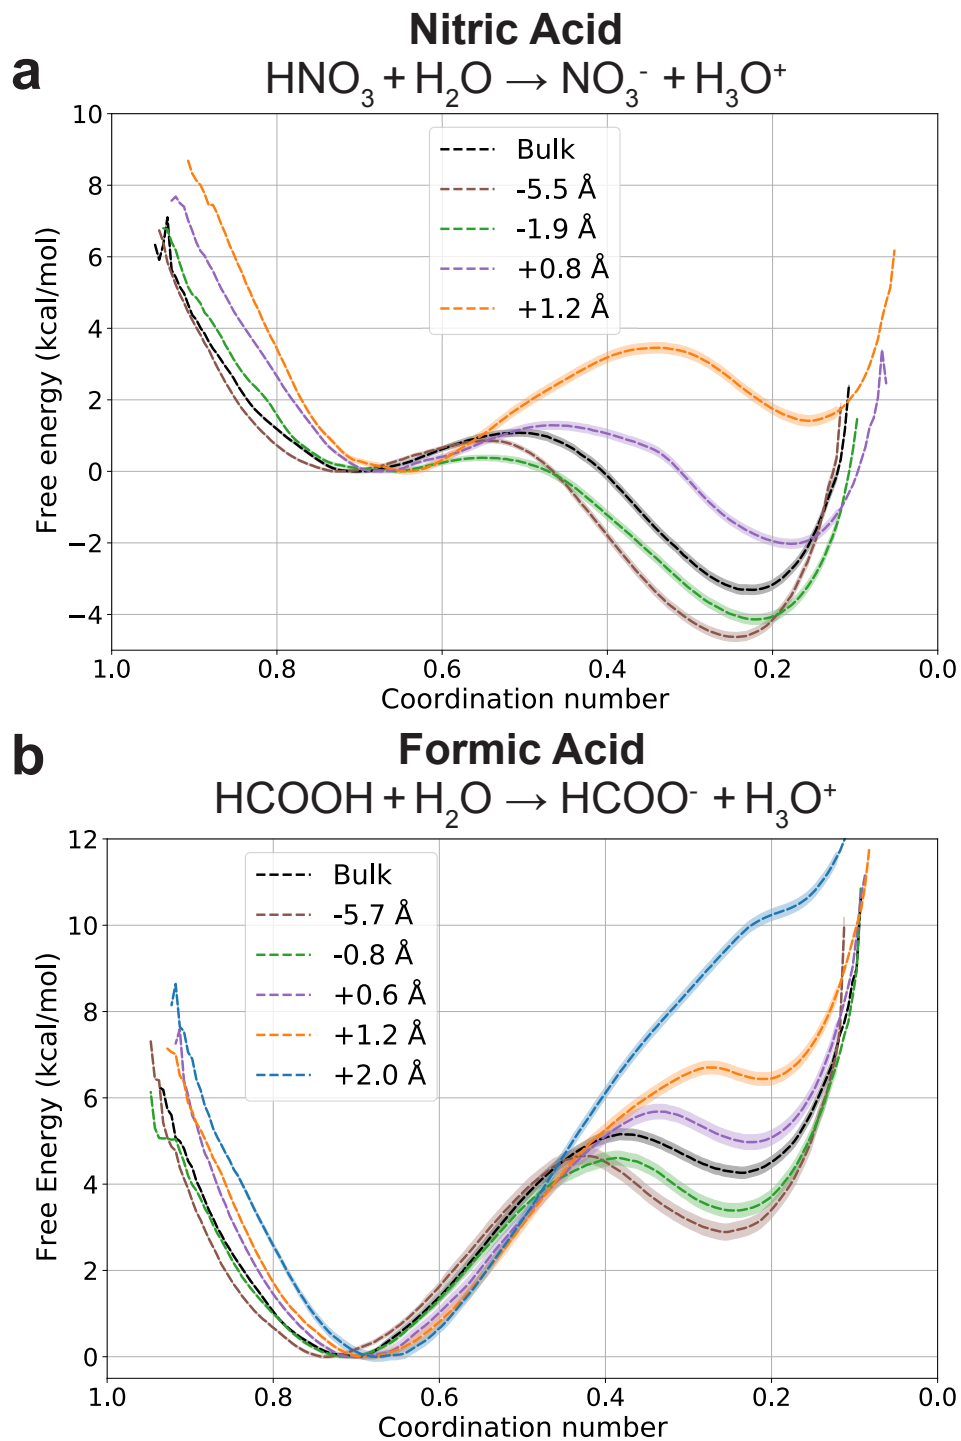 Nitric Acid
a
HNO₃ + H₂O → NO₃⁻ + H₃O⁺
10
8
6
4
2
0
−2
−4
Free energy (kcal/mol)
Bulk
-5.5 Å
-1.9 Å
+0.8 Å
+1.2 Å
1.0 0.8 0.6 0.4 0.2 0.0
Coordination number
Formic Acid
b
HCOOH + H₂O → HCOO⁻ + H₃O⁺
12
10
8
6
4
2
0
Free Energy (kcal/mol)
Bulk
-5.7 Å
-0.8 Å
+0.6 Å
+1.2 Å
+2.0 Å
1.0 0.8 0.6 0.4 0.2 0.0
Coordination number